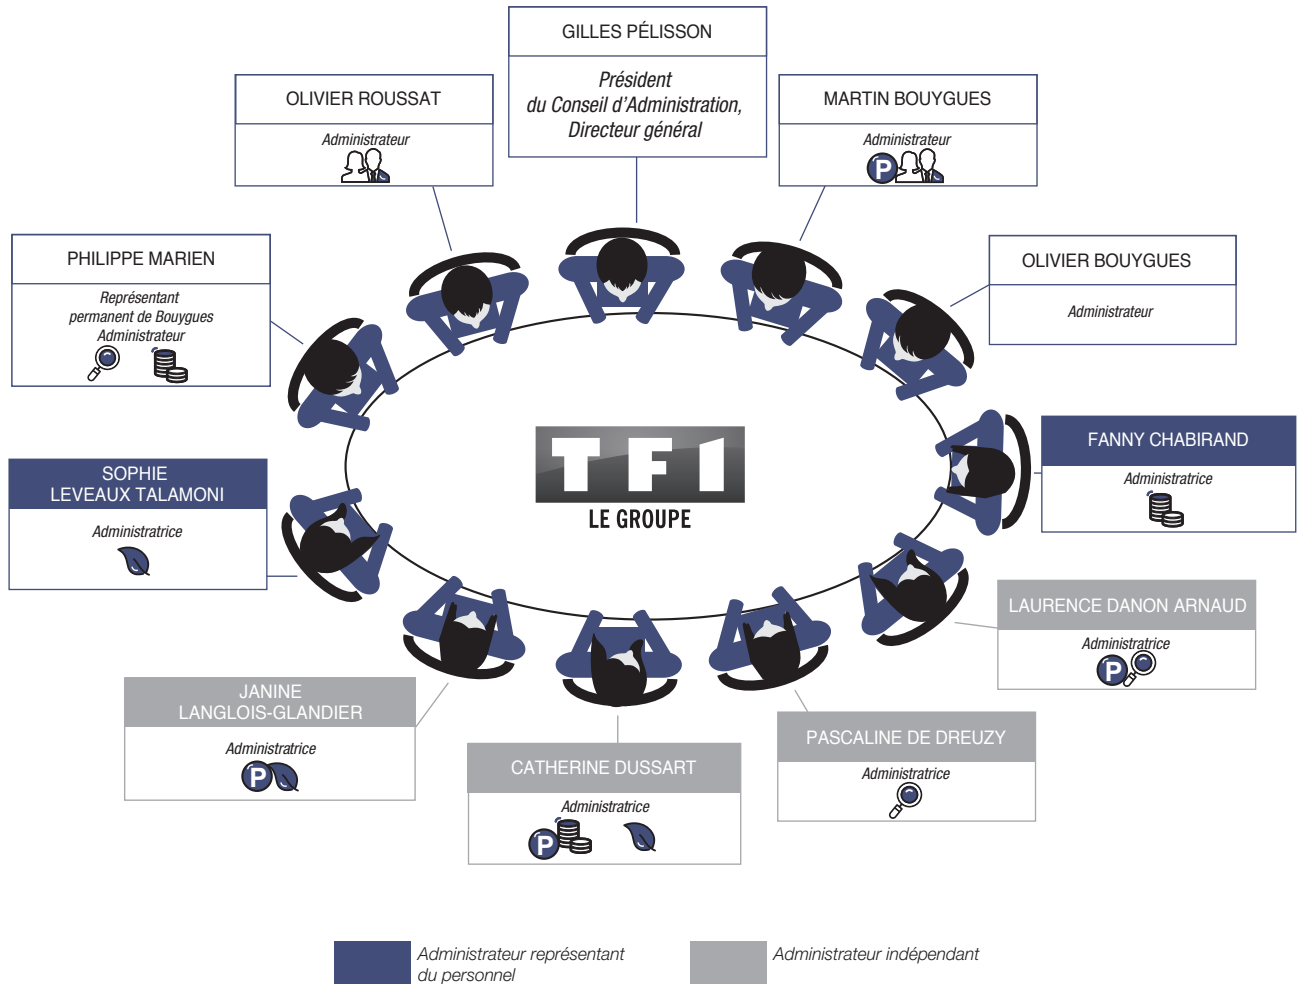 GILLES PÉLISSON
Président
du Conseil d'Administration,
Directeur général
OLIVIER ROUSSAT
Administrateur
MARTIN BOUYGUES
Administrateur
P
PHILIPPE MARIEN
Représentant
permanent de Bouygues
Administrateur
OLIVIER BOUYGUES
Administrateur
SOPHIE
LEVEAUX TALAMONI
Administratrice
TF1
LE GROUPE
FANNY CHABIRAND
Administratrice
LAURENCE DANON ARNAUD
Administratrice
P
JANINE
LANGLOIS-GLANDIER
Administratrice
P
CATHERINE DUSSART
Administratrice
P
PASCALINE DE DREUZY
Administratrice
Administrateur représentant
du personnel
Administrateur indépendant